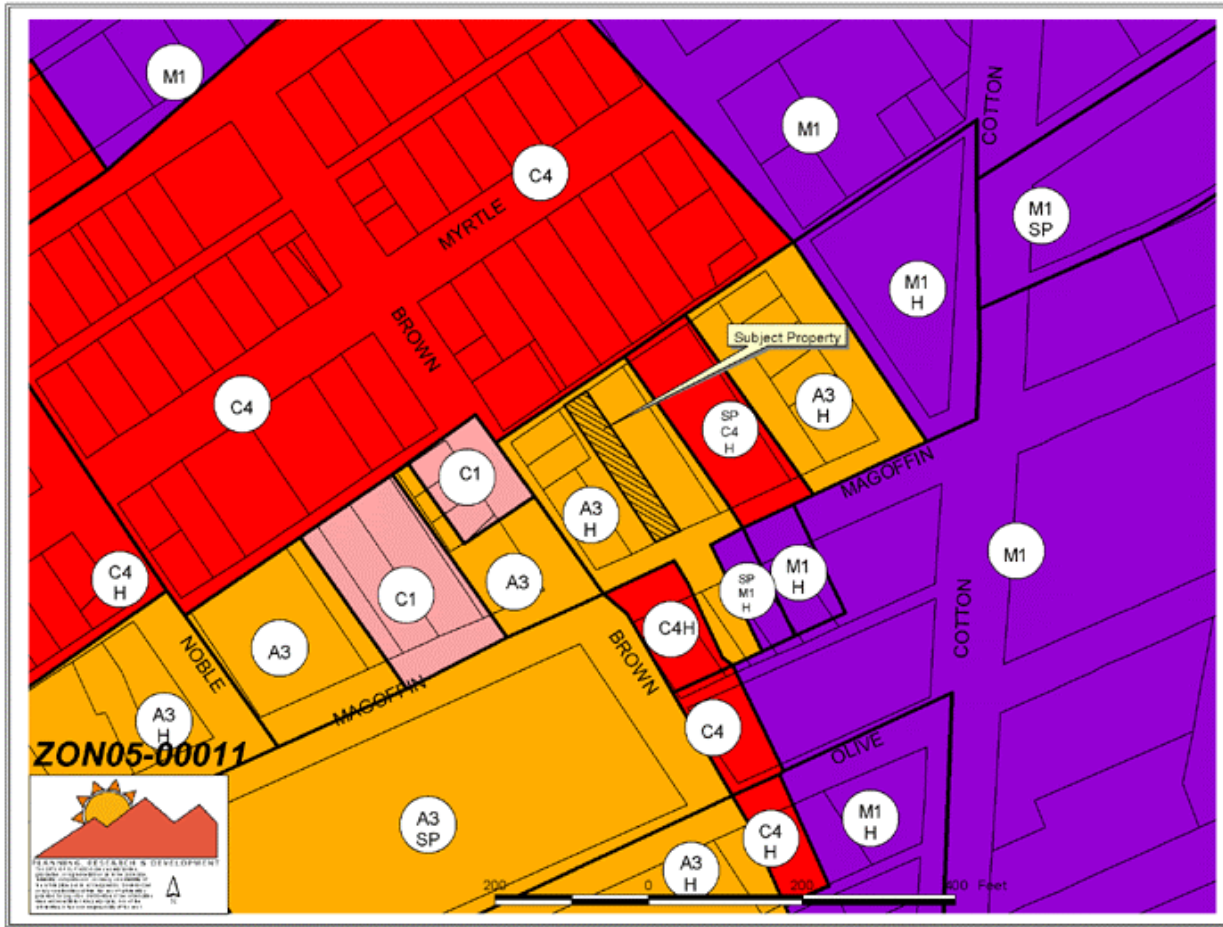 M1
COTTON
M1
C4
M1
SP
MYRTLE
M1
H
BROWN
Subject Property
C4
A3
H
SP
C4
H
C1
MAGOFFIN
A3
H
M1
C4
H
C1
A3
SP
M1
H
M1
H
C4H
NOBLE
A3
BROWN
COTTON
MAGOFFIN
A3
H
C4
OLIVE
ZON05-00011
A3
SP
M1
H
C4
H
A3
H
PLANNING, RESEARCH & DEVELOPMENT
N
200 0 200 400 Feet